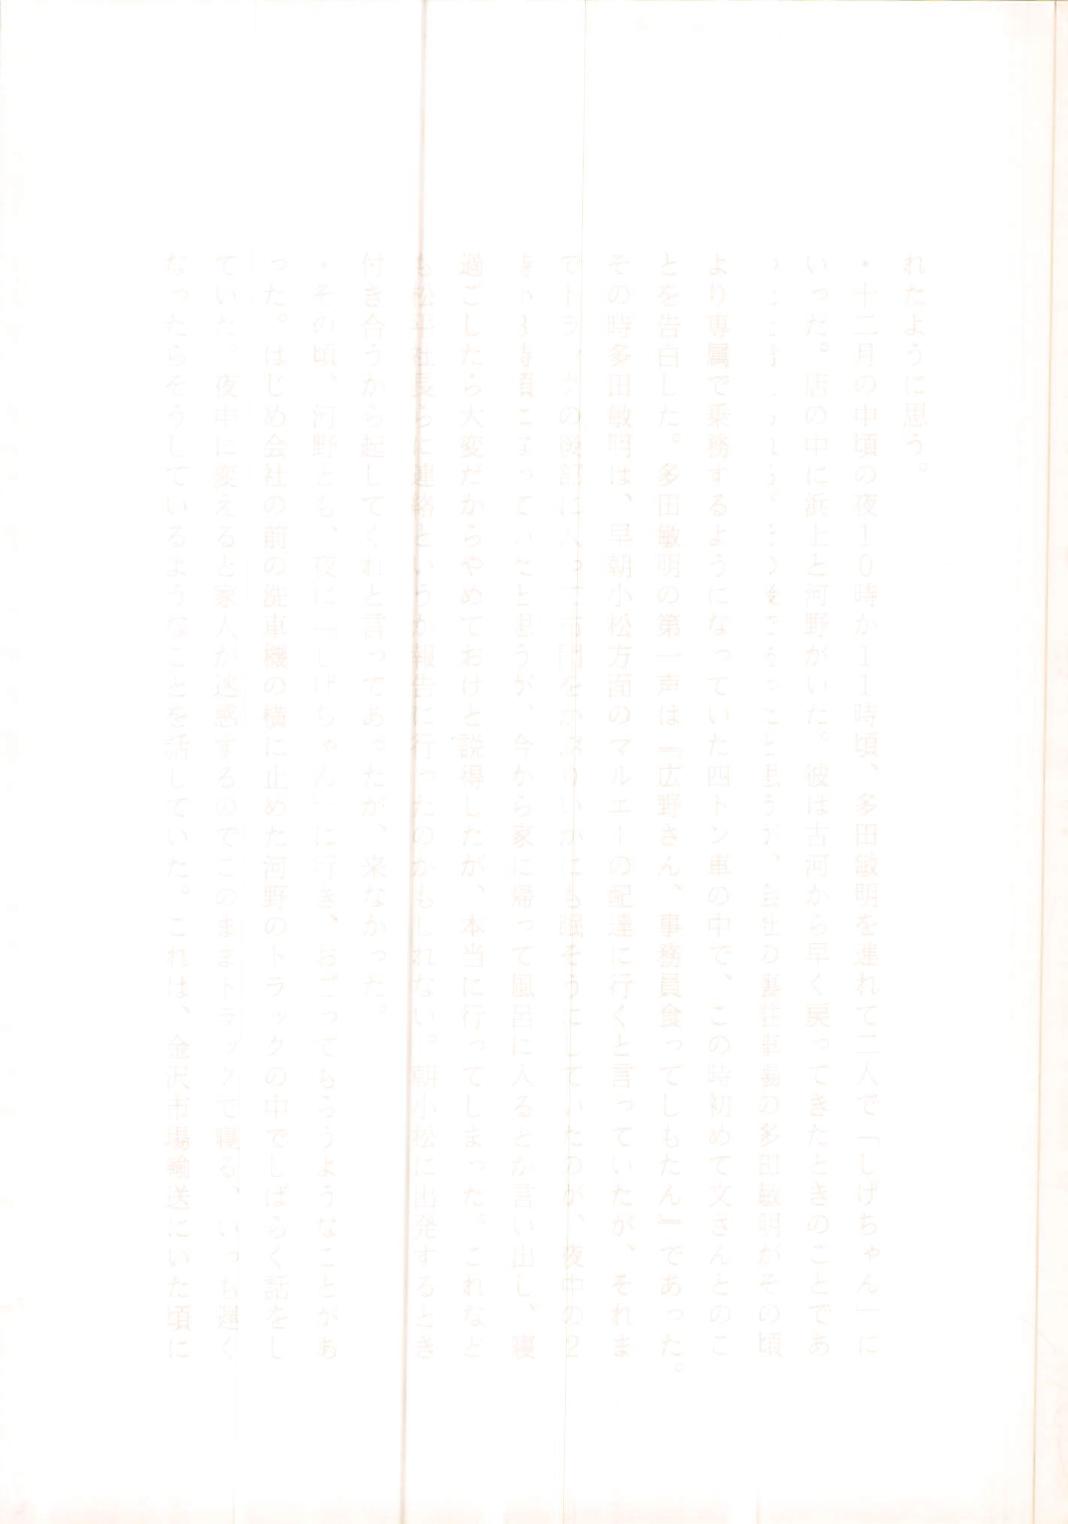 れたように思う。
・十二月の中頃の夜１０時か１１時頃、多田敏明を連れて二人で「しげちゃん」に
いった。店の中に浜上と河野がいた。彼は古河から早く戻ってきたときのことであ
その後になったと思うが、会社の裏駐車場の多田敏明がその頃
より専属で乗務するようになっていた四トン車の中で、この時初めて文さんとのこ
とを告白した。多田敏明の第一声は『広野さん、事務員食ってしもたん』であった。
その時多田敏明は、早朝小松方面のマルエーの配達に行くと言っていたが、それま
でトラックの にも眠そうにしていたのが、夜中の２
時か３時頃になっていたと思うが、今から家に帰って風呂に入るとか言い出し、寝
過ごしたら大変だからやめておけと説得したが、本当に行ってしまった。これなど
も松平社長らに連絡というか報告に行ったのかもしれない。朝小松に出発するとき
付き合うから起してくれと言ってあったが、来なかった。
・その頃、河野とも、夜に「しげちゃん」に行き、おごってもらうようなことがあ
った。はじめ会社の前の洗車機の横に止めた河野のトラックの中でしばらく話をし
ていた。夜中に変えると家人が迷惑するのでこのままトラックで寝る、いっち遅く
なったらそうしているようなことを話していた。これは、金沢市場輸送にいた頃に